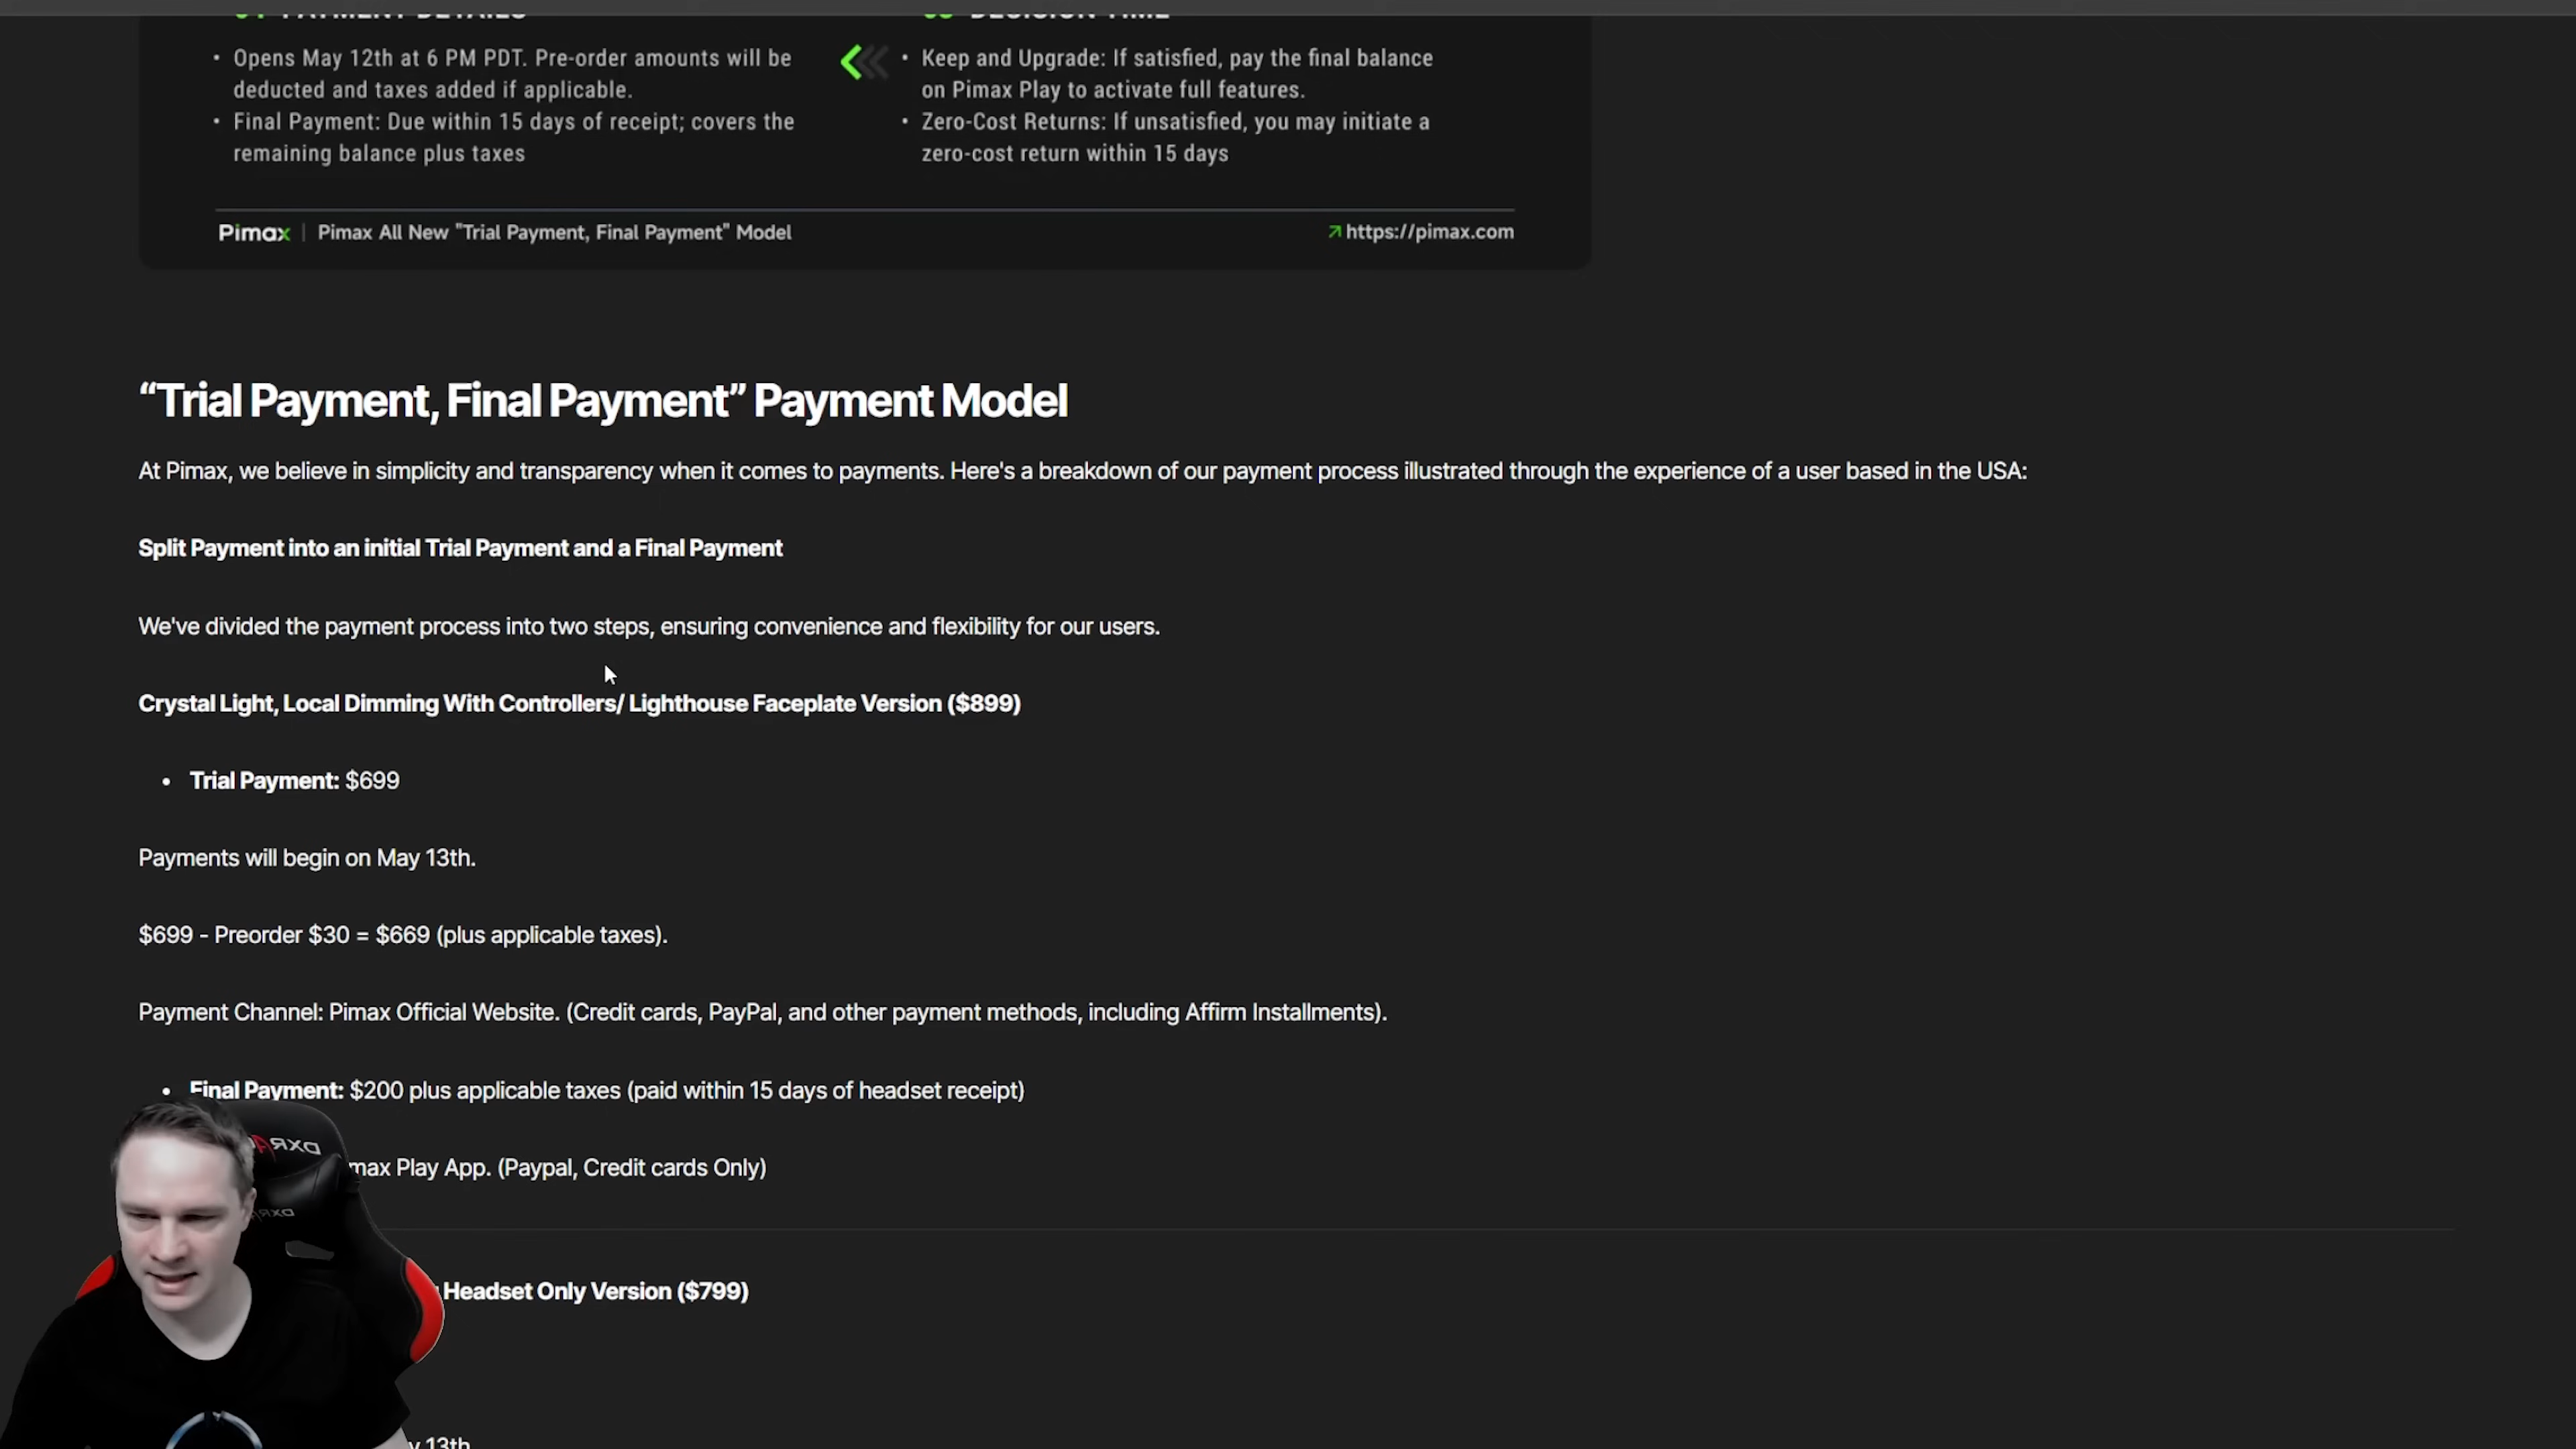 PAYMENT DETAILS
DECISION TIME
• Opens May 12th at 6 PM PDT. Pre-order amounts will be
deducted and taxes added if applicable.
• Final Payment: Due within 15 days of receipt; covers the
remaining balance plus taxes
• Keep and Upgrade: If satisfied, pay the final balance
on Pimax Play to activate full features.
• Zero-Cost Returns: If unsatisfied, you may initiate a
zero-cost return within 15 days
Pimax | Pimax All New "Trial Payment, Final Payment" Model
https://pimax.com
“Trial Payment, Final Payment” Payment Model
At Pimax, we believe in simplicity and transparency when it comes to payments. Here's a breakdown of our payment process illustrated through the experience of a user based in the USA:
Split Payment into an initial Trial Payment and a Final Payment
We've divided the payment process into two steps, ensuring convenience and flexibility for our users.
Crystal Light, Local Dimming With Controllers/ Lighthouse Faceplate Version ($899)
• Trial Payment: $699
Payments will begin on May 13th.
$699 - Preorder $30 = $669 (plus applicable taxes).
Payment Channel: Pimax Official Website. (Credit cards, PayPal, and other payment methods, including Affirm Installments).
• Final Payment: $200 plus applicable taxes (paid within 15 days of headset receipt)
max Play App. (Paypal, Credit cards Only)
Headset Only Version ($799)
13th